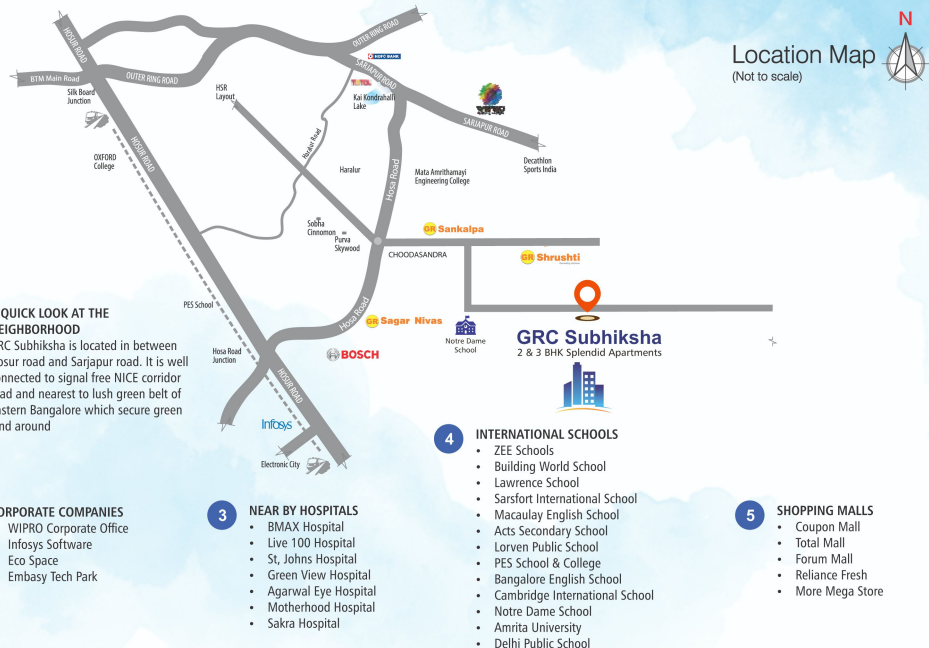 N
Location Map
(Not to scale)
HOSUR ROAD
OUTER RING ROAD
HDFC BANK
BTM Main Road
OUTER RING ROAD
SARJAPUR ROAD
TOTAL
Silk Board
Junction
HSR
Layout
Kai Kondrahalli
Lake
SARJAPUR ROAD
HOSUR ROAD
Haralur Road
OXFORD
College
Haralur
Hosa Road
Mata Amrithamayi
Engineering College
Decathlon
Sports India
Sobha
Cinnomon
Purva
Skywood
GR Sankalpa
CHOODASANDRA
GR Shrushti
PES School
Hosa Road
GR Sagar Nivas
Notre Dame
School
GRC Subhiksha
2 & 3 BHK Splendid Apartments
Hosa Road
Junction
BOSCH
HOSUR ROAD
Infosys
Electronic City
QUICK LOOK AT THE
EIGHBORHOOD
RC Subhiksha is located in between
osur road and Sarjapur road. It is well
onnected to signal free NICE corridor
ad and nearest to lush green belt of
astern Bangalore which secure green
nd around
ORPORATE COMPANIES
WIPRO Corporate Office
Infosys Software
Eco Space
Embasy Tech Park
3 NEAR BY HOSPITALS
• BMAX Hospital
• Live 100 Hospital
• St, Johns Hospital
• Green View Hospital
• Agarwal Eye Hospital
• Motherhood Hospital
• Sakra Hospital
4 INTERNATIONAL SCHOOLS
• ZEE Schools
• Building World School
• Lawrence School
• Sarsfort International School
• Macaulay English School
• Acts Secondary School
• Lorven Public School
• PES School & College
• Bangalore English School
• Cambridge International School
• Notre Dame School
• Amrita University
• Delhi Public School
5 SHOPPING MALLS
• Coupon Mall
• Total Mall
• Forum Mall
• Reliance Fresh
• More Mega Store